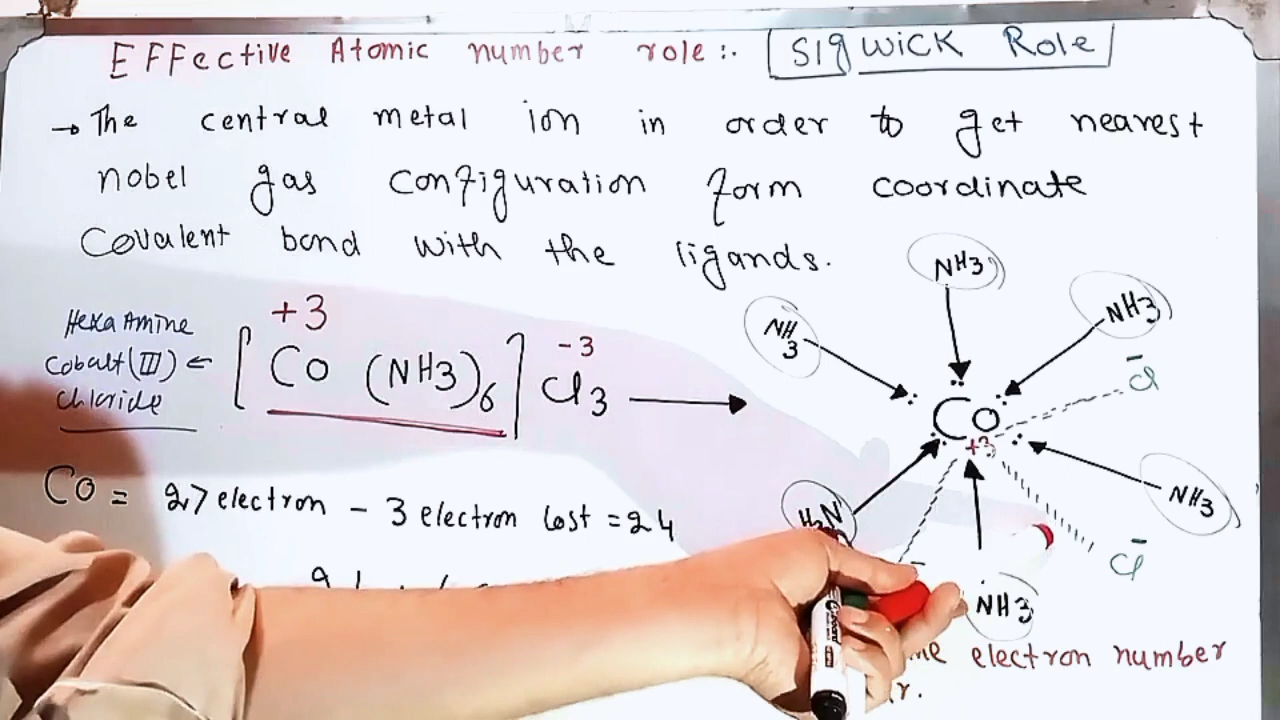 Effective Atomic number role :. SigWick Role
→ The central metal ion in order to get nearest
nobel gas configuration form coordinate
Covalent bond with the ligands.
Hexa Amine
Cobalt (III) ←
Chloride
+3
[Co (NH3)6] Cl3
-3
Co = 27 electron - 3 electron lost = 24
NH3
NH3
NH3
Cl-
Co
+3
NH3
H3N
Cl-
NH3
electron number